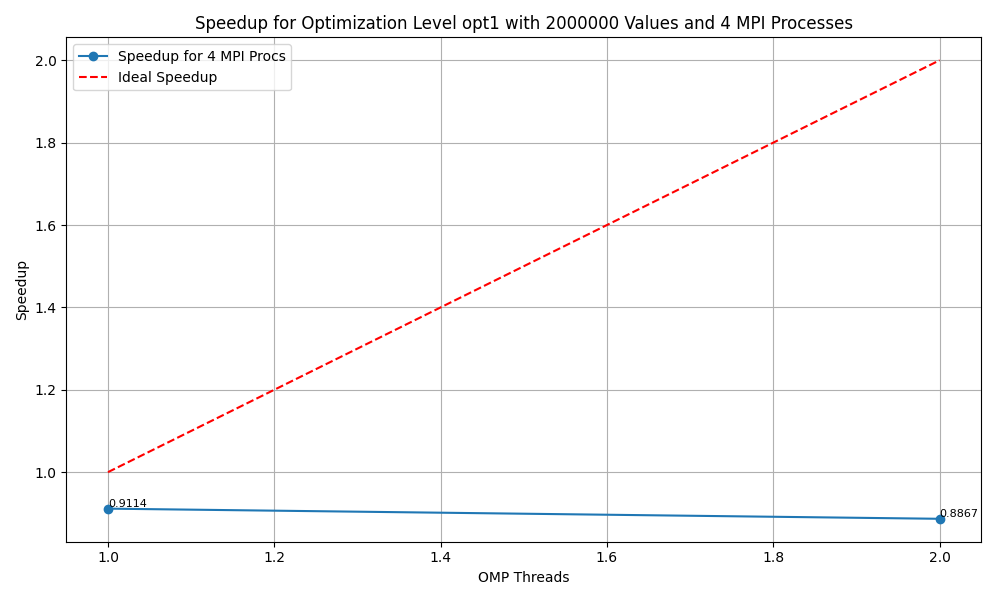 Speedup for Optimization Level opt1 with 2000000 Values and 4 MPI Processes
Speedup for 4 MPI Procs
Ideal Speedup
2.0
1.8
1.6
1.4
1.2
1.0
Speedup
0.9114
0.8867
1.0 1.2 1.4 1.6 1.8 2.0
OMP Threads